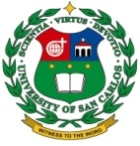 SCIENTIA • VIRTUS • DEVOTIO
UNIVERSITY OF SAN CARLOS
WITNESS TO THE WORD